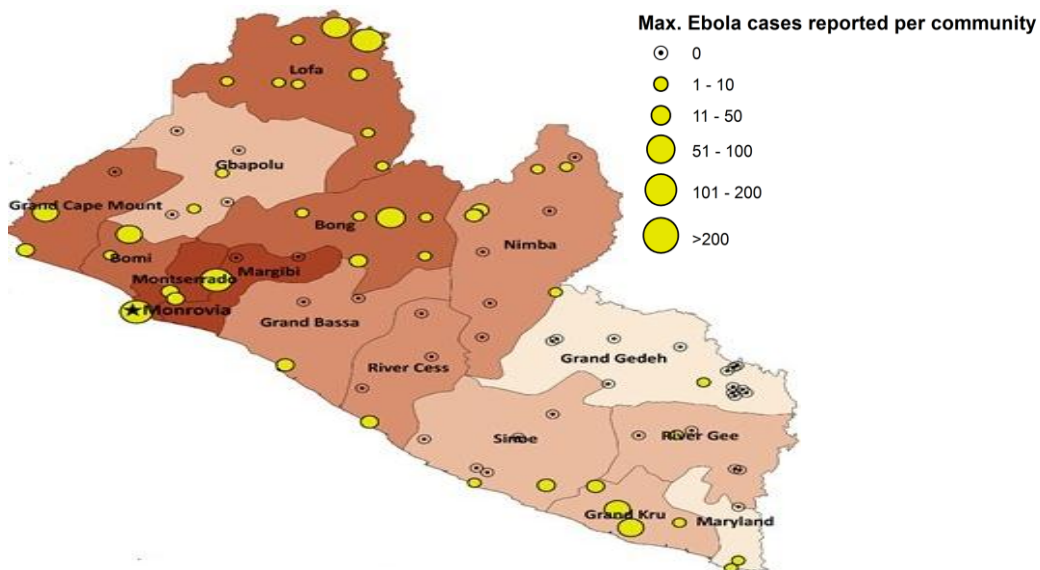 Max. Ebola cases reported per community
0
1 - 10
11 - 50
51 - 100
101 - 200
>200
Lofa
Gbapolu
Grand Cape Mount
Bong
Nimba
Bomi
Margibi
Montserrado
Monrovia
Grand Bassa
Grand Gedeh
River Cess
Sinoe
River Gee
Grand Kru
Maryland